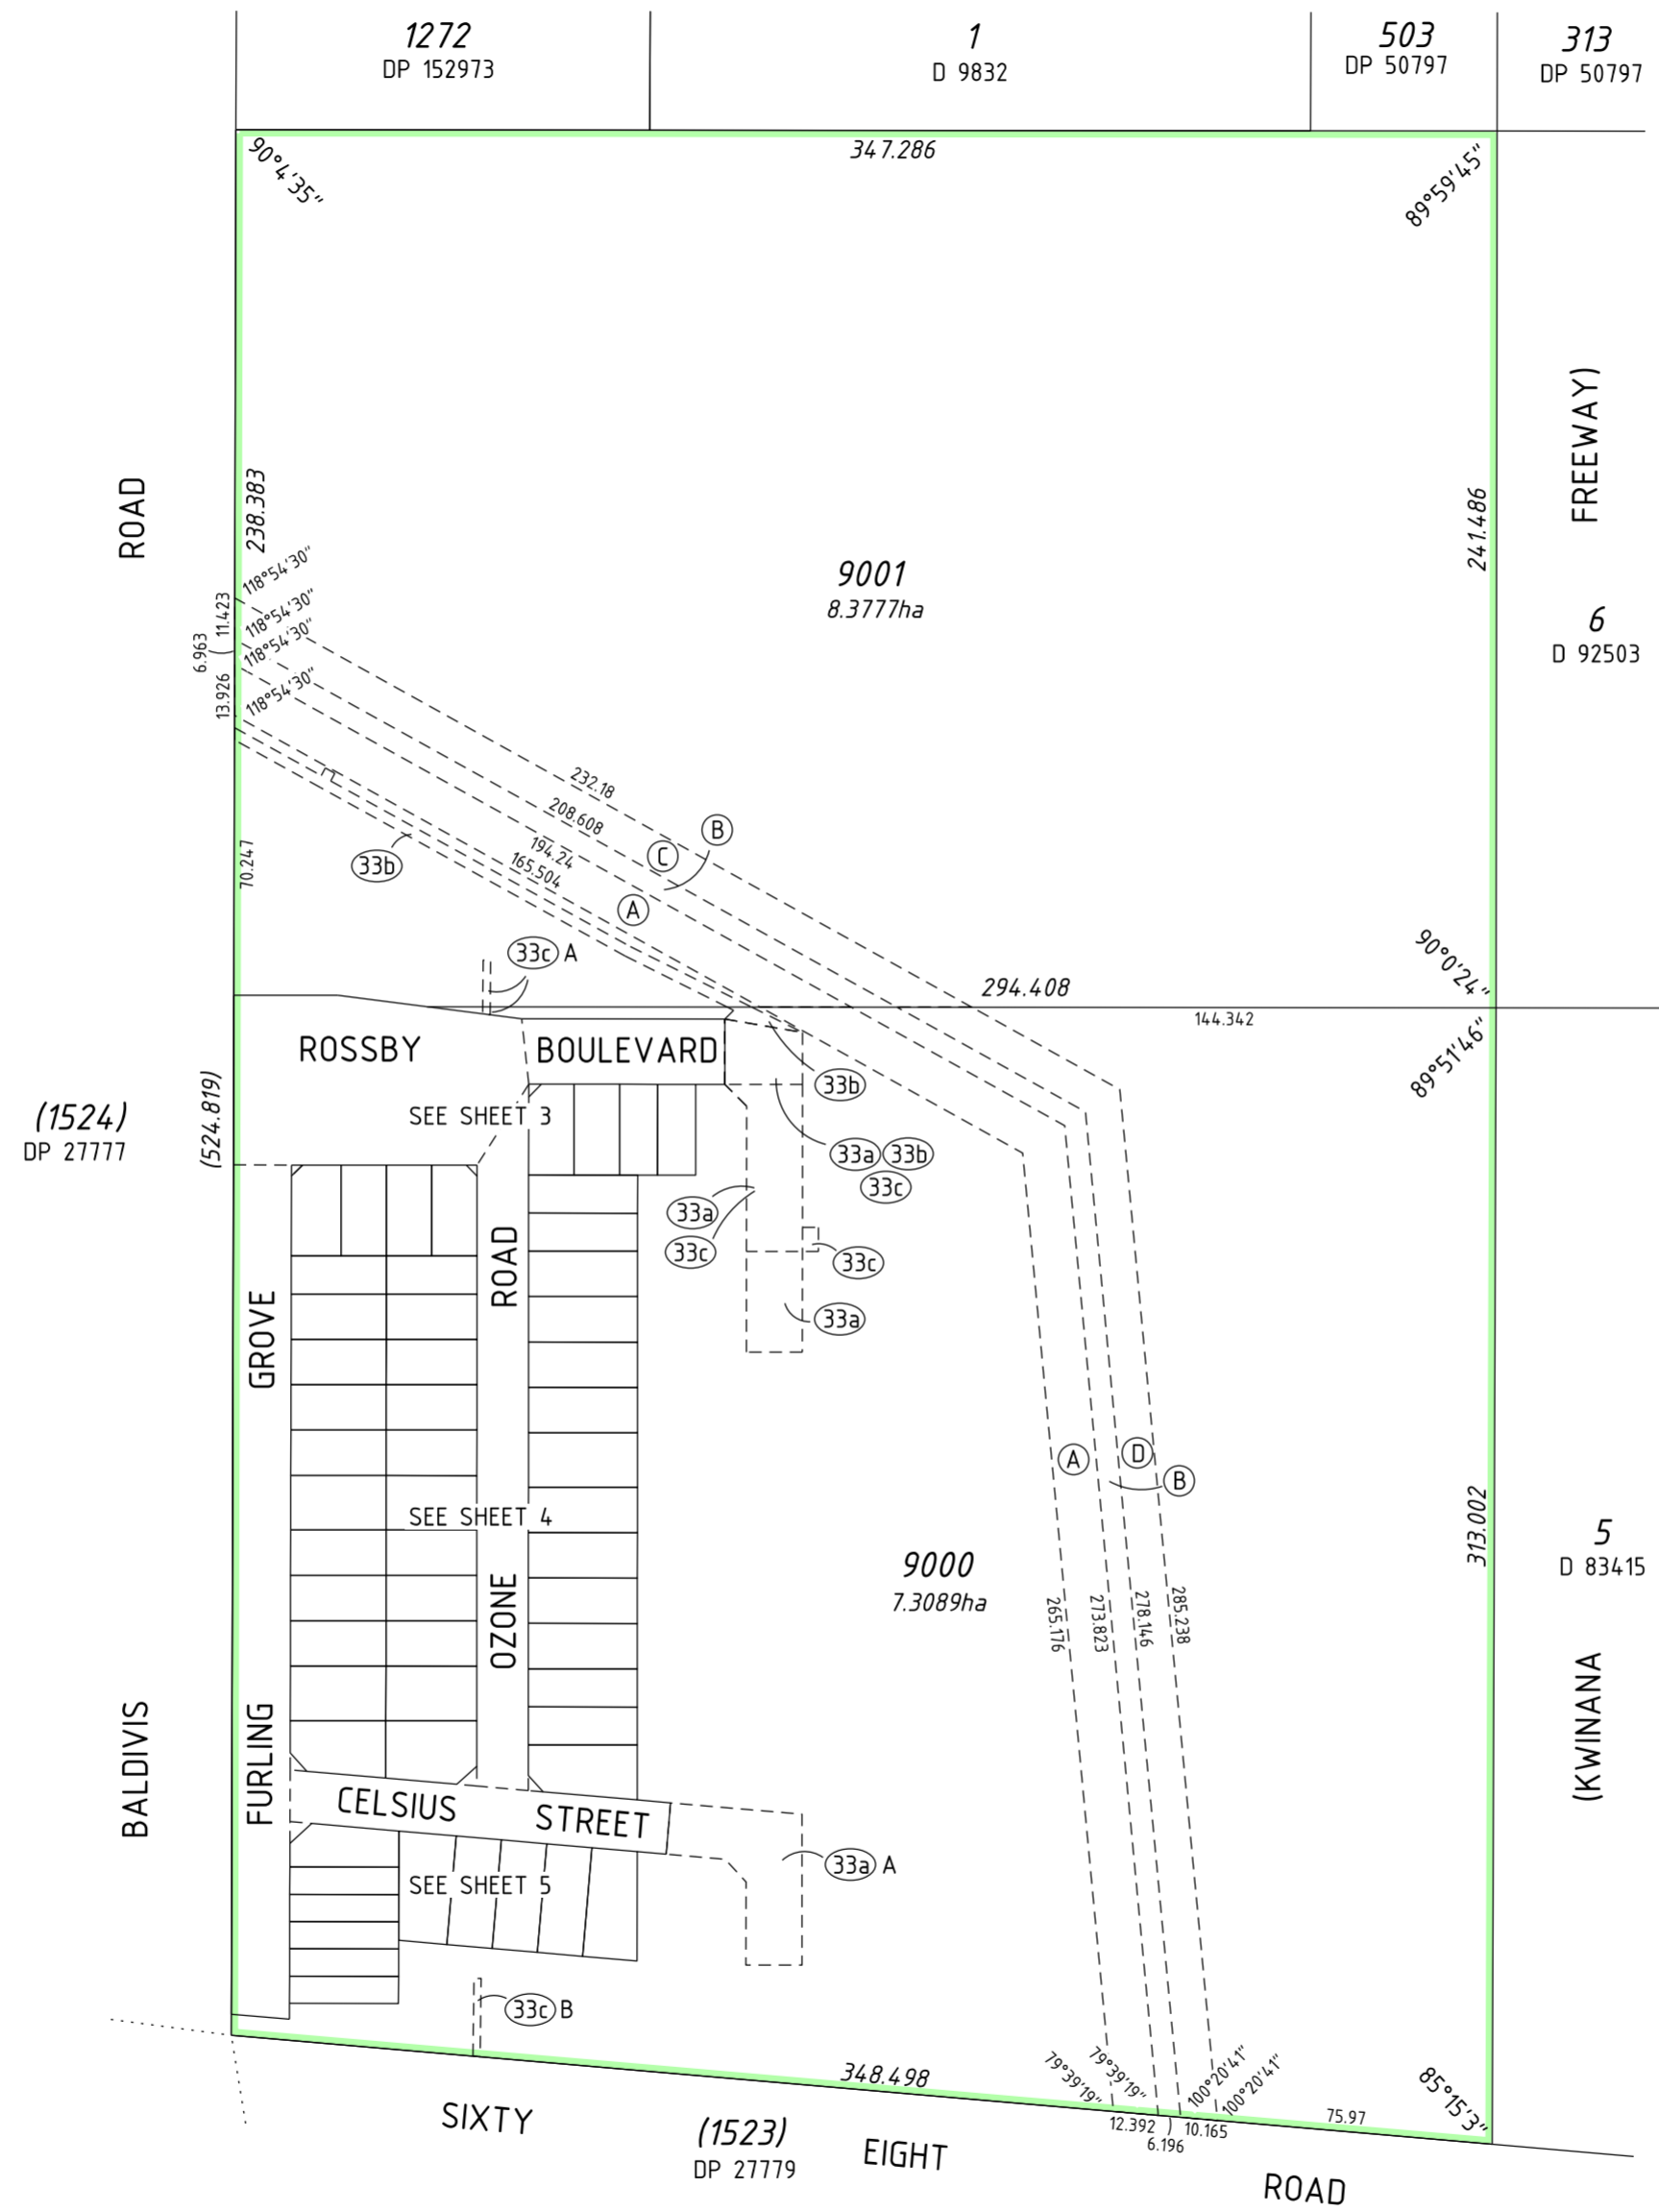 1272
DP 152973
1
D 9832
503
DP 50797
313
DP 50797
90°4'35"
347.286
89°59'45"
ROAD
238.383
FREEWAY)
241.486
118°54'30"
118°54'30"
118°54'30"
118°54'30"
11.423
6.963
13.926
9001
8.3777ha
6
D 92503
232.18
208.608
194.24
165.504
B
C
A
33b
70.247
33c A
90°0'24"
294.408
144.342
89°51'46"
ROSSBY
BOULEVARD
33b
(1524)
DP 27777
(524.819)
SEE SHEET 3
33a 33b
33c
33a
33c
33c
33a
ROAD
GROVE
A
D
B
SEE SHEET 4
313.002
5
D 83415
9000
7.3089ha
OZONE
265.176
273.823
278.146
285.238
BALDIVIS
FURLING
(KWINANA
CELSIUS
STREET
33a A
SEE SHEET 5
33c B
348.498
79°39'19"
79°39'19"
100°20'41"
100°20'41"
85°15'3"
12.392
6.196
10.165
75.97
SIXTY
(1523)
DP 27779
EIGHT
ROAD